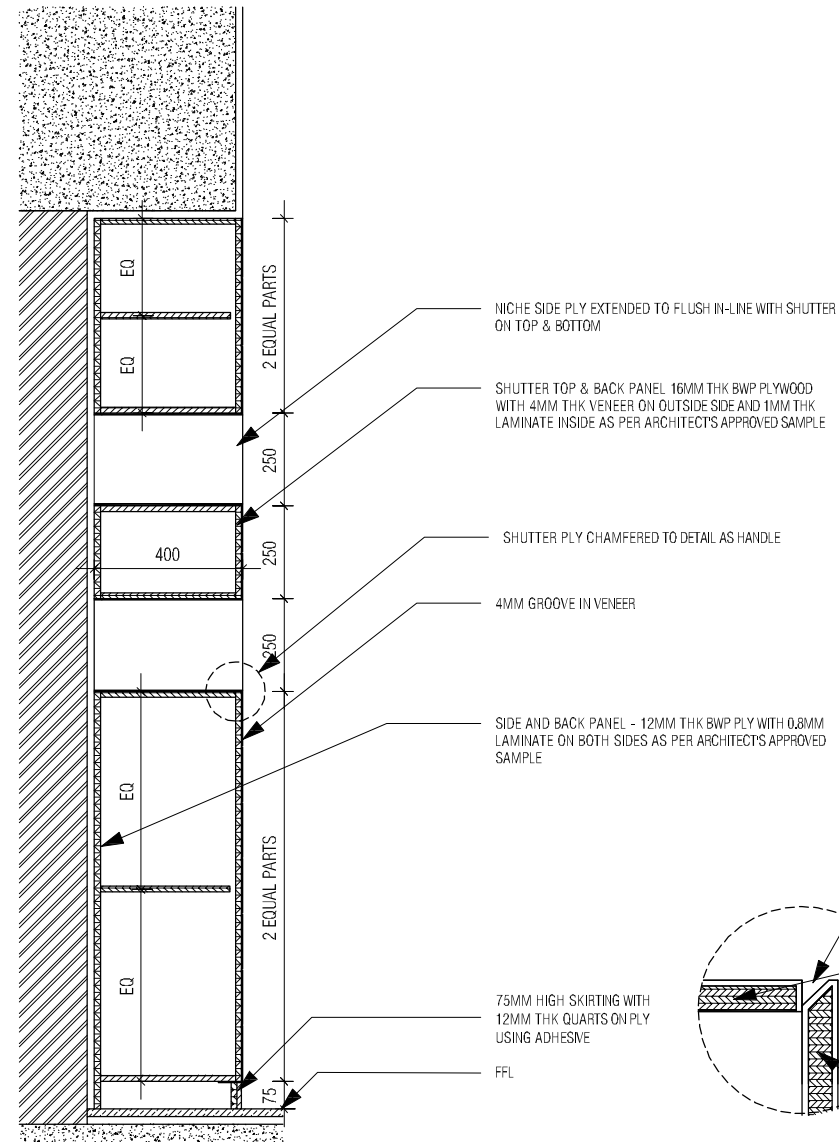 EQ
EQ
2 EQUAL PARTS
250
400
250
250
EQ
EQ
2 EQUAL PARTS
75
NICHE SIDE PLY EXTENDED TO FLUSH IN-LINE WITH SHUTTER
ON TOP & BOTTOM
SHUTTER TOP & BACK PANEL 16MM THK BWP PLYWOOD
WITH 4MM THK VENEER ON OUTSIDE SIDE AND 1MM THK
LAMINATE INSIDE AS PER ARCHITECT'S APPROVED SAMPLE
SHUTTER PLY CHAMFERED TO DETAIL AS HANDLE
4MM GROOVE IN VENEER
SIDE AND BACK PANEL - 12MM THK BWP PLY WITH 0.8MM
LAMINATE ON BOTH SIDES AS PER ARCHITECT'S APPROVED
SAMPLE
75MM HIGH SKIRTING WITH
12MM THK QUARTS ON PLY
USING ADHESIVE
FFL